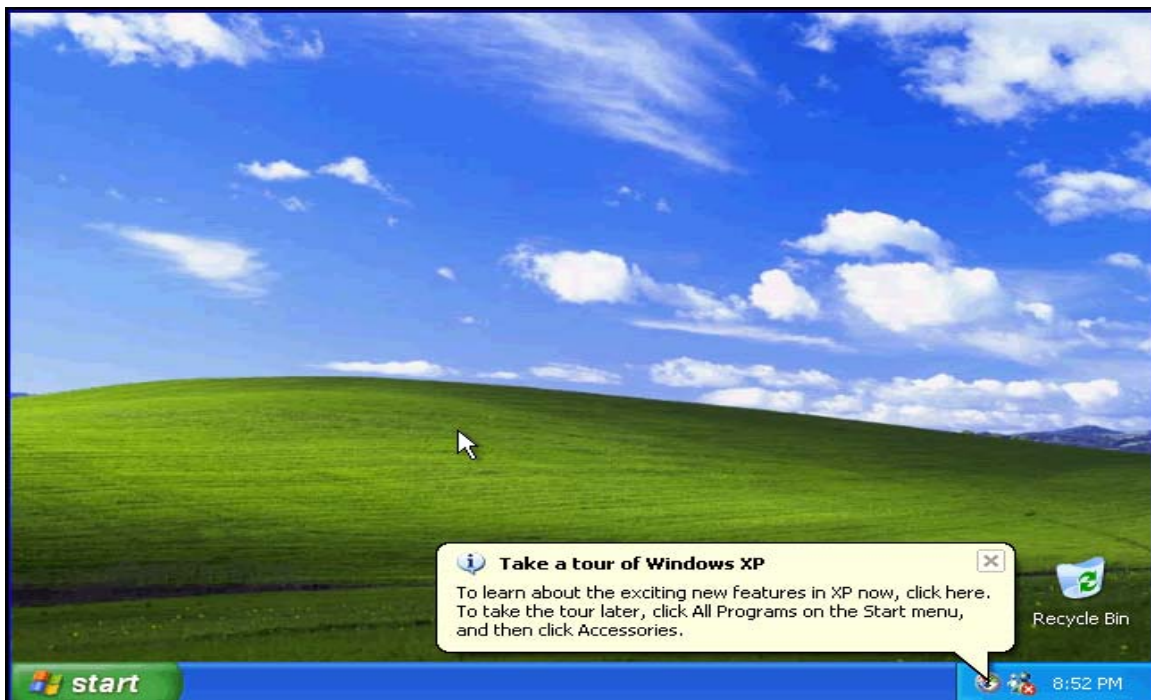 Take a tour of Windows XP
To learn about the exciting new features in XP now, click here.
To take the tour later, click All Programs on the Start menu,
and then click Accessories.
Recycle Bin
start
8:52 PM